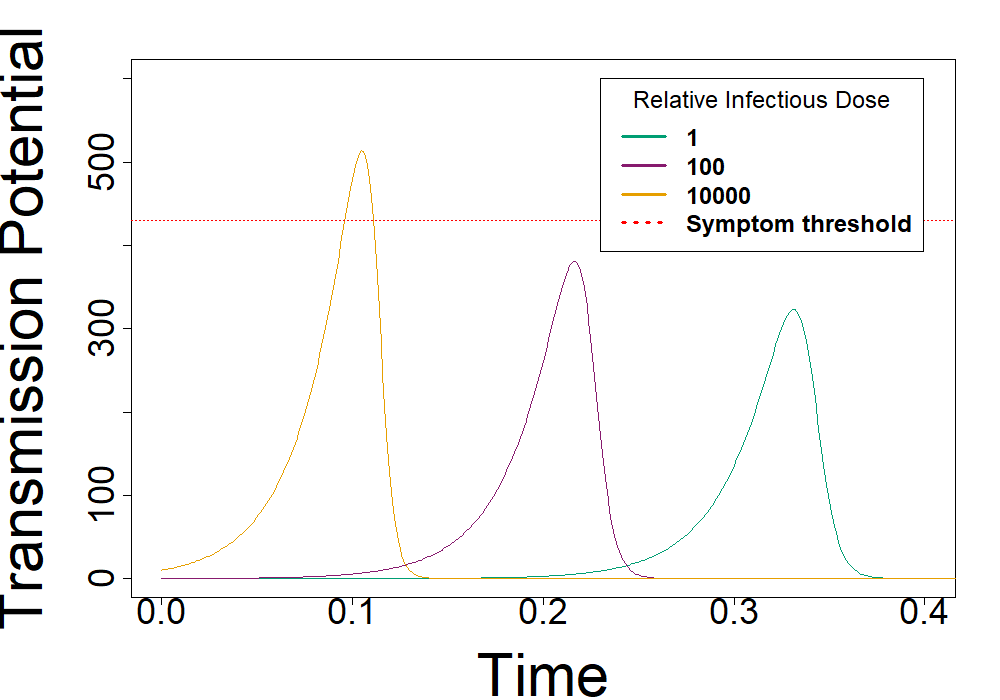 Transmission Potential
500
300
100
0
Relative Infectious Dose
1
100
10000
Symptom threshold
0.0 0.1 0.2 0.3 0.4
Time